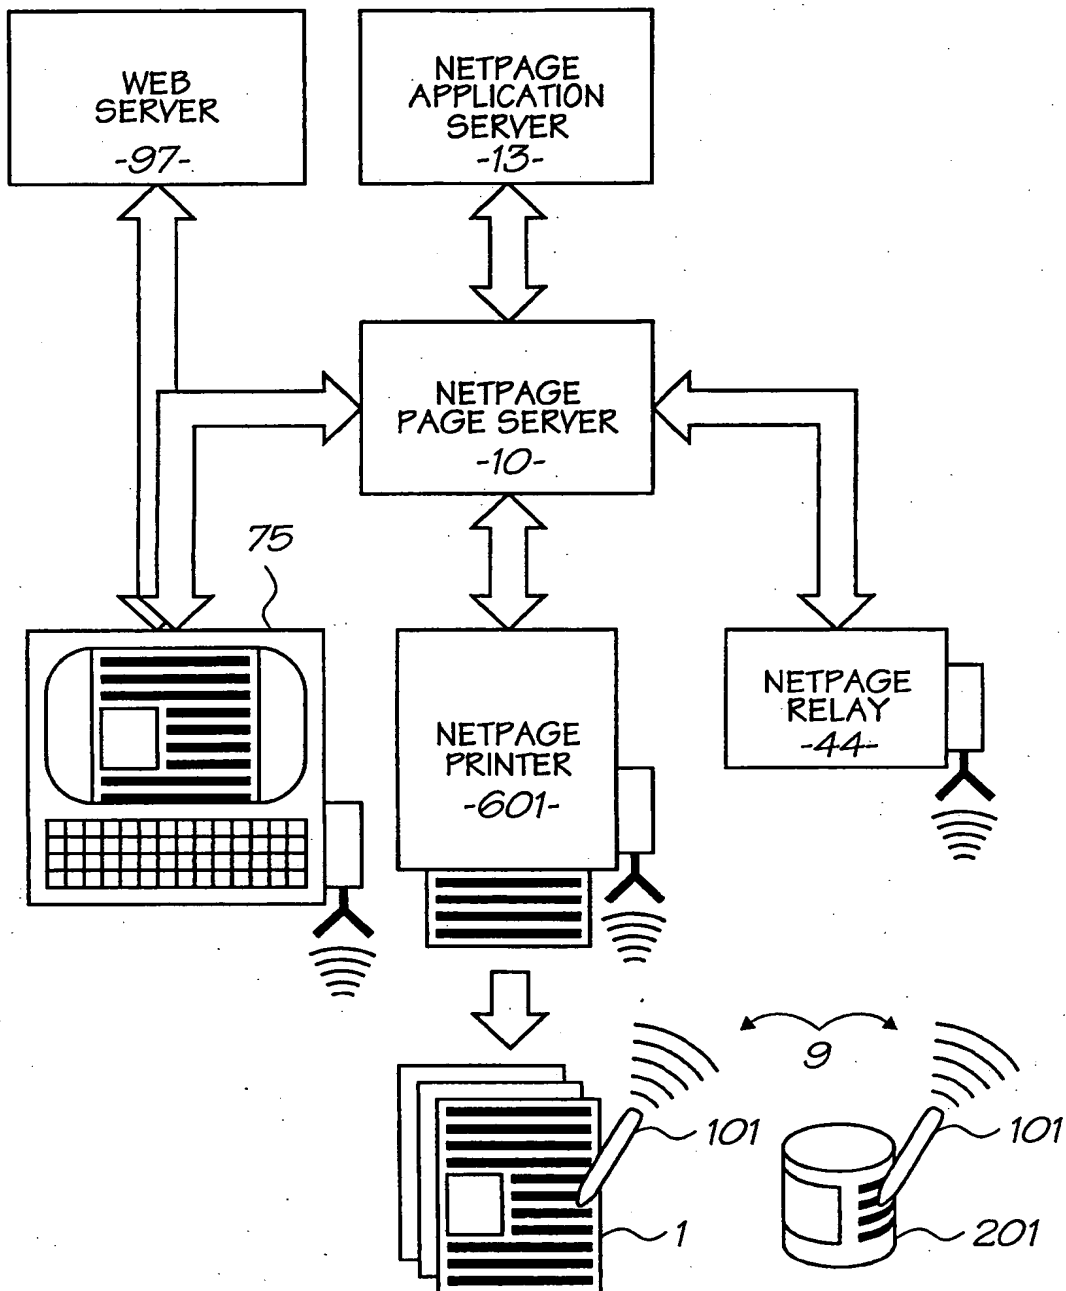 WEB
SERVER
-97-
NETPAGE
APPLICATION
SERVER
-13-
NETPAGE
PAGE SERVER
-10-
75
NETPAGE
PRINTER
-601-
NETPAGE
RELAY
-44-
9
101
101
1
201